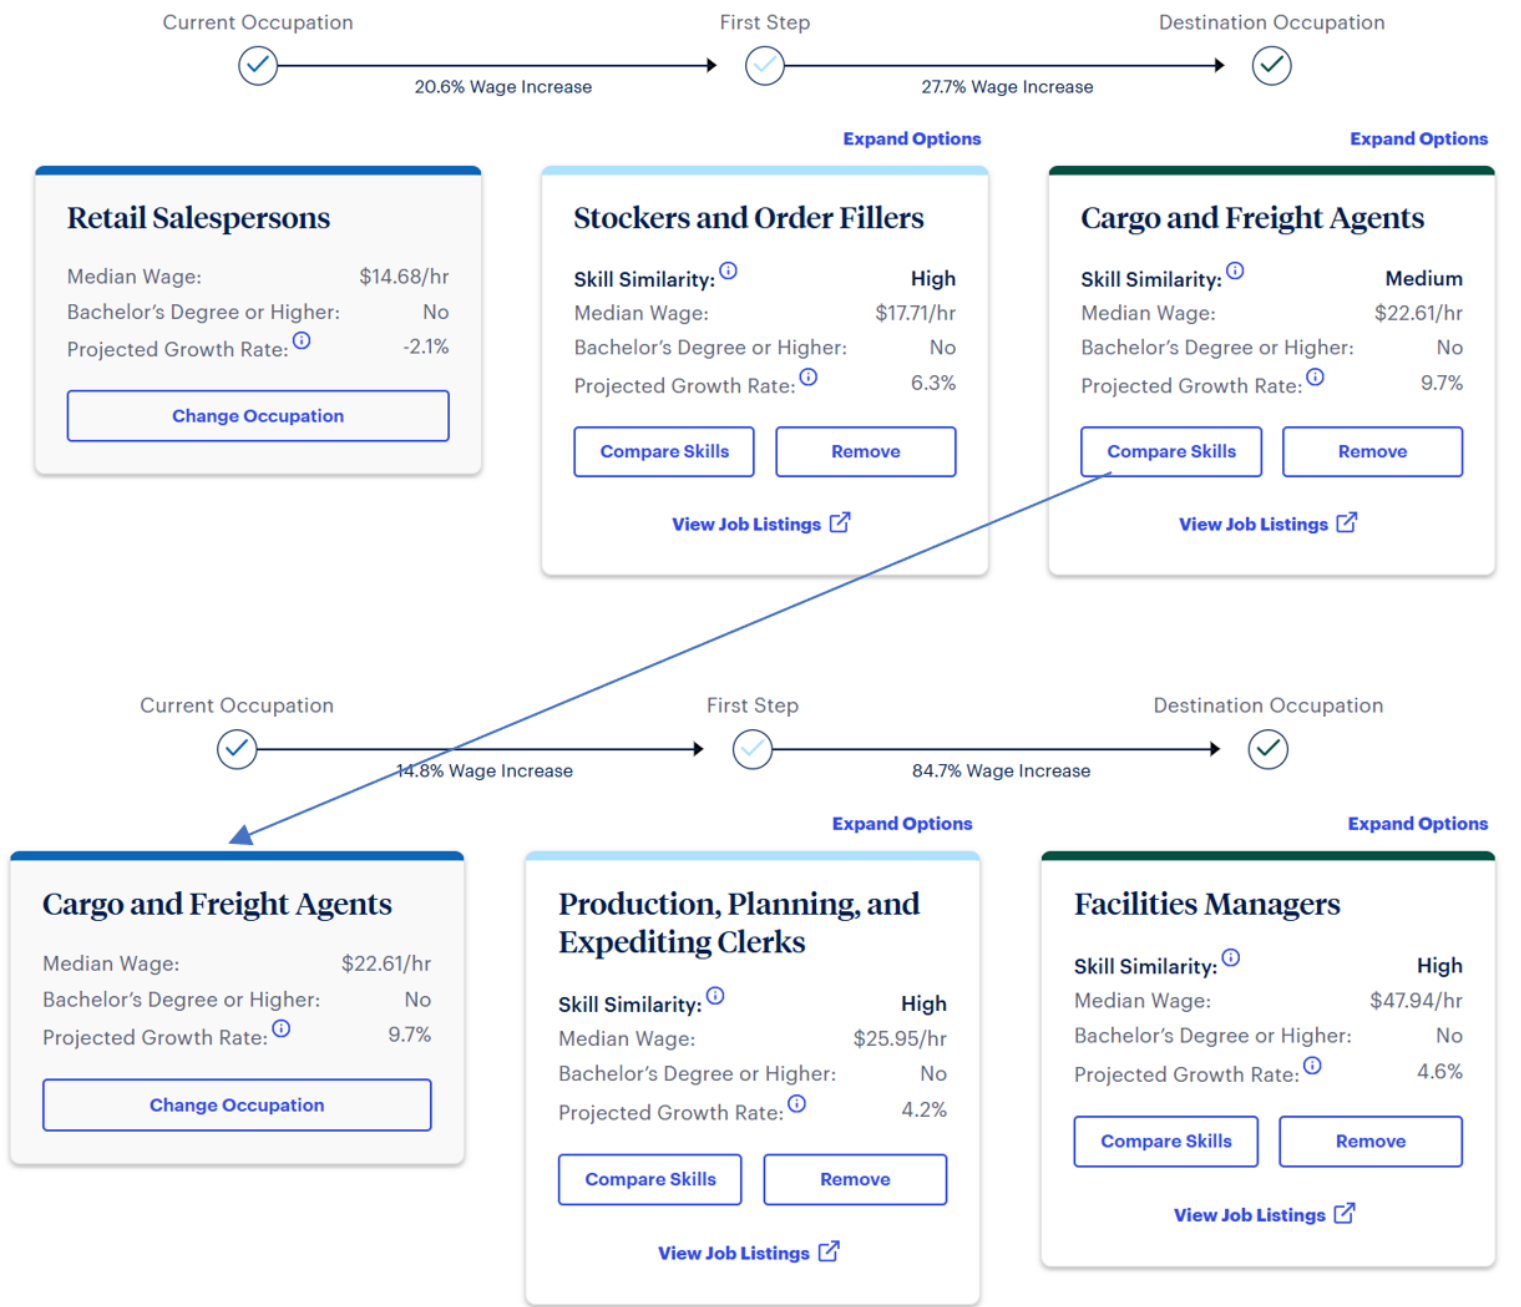 Current Occupation
First Step
Destination Occupation
20.6% Wage Increase
27.7% Wage Increase
Expand Options
Expand Options
Retail Salespersons
Median Wage: $14.68/hr
Bachelor's Degree or Higher: No
Projected Growth Rate: -2.1%
Change Occupation
Stockers and Order Fillers
Skill Similarity: High
Median Wage: $17.71/hr
Bachelor's Degree or Higher: No
Projected Growth Rate: 6.3%
Compare Skills
Remove
View Job Listings
Cargo and Freight Agents
Skill Similarity: Medium
Median Wage: $22.61/hr
Bachelor's Degree or Higher: No
Projected Growth Rate: 9.7%
Compare Skills
Remove
View Job Listings
Current Occupation
First Step
Destination Occupation
14.8% Wage Increase
84.7% Wage Increase
Expand Options
Expand Options
Cargo and Freight Agents
Median Wage: $22.61/hr
Bachelor's Degree or Higher: No
Projected Growth Rate: 9.7%
Change Occupation
Production, Planning, and
Expediting Clerks
Skill Similarity: High
Median Wage: $25.95/hr
Bachelor's Degree or Higher: No
Projected Growth Rate: 4.2%
Compare Skills
Remove
View Job Listings
Facilities Managers
Skill Similarity: High
Median Wage: $47.94/hr
Bachelor's Degree or Higher: No
Projected Growth Rate: 4.6%
Compare Skills
Remove
View Job Listings